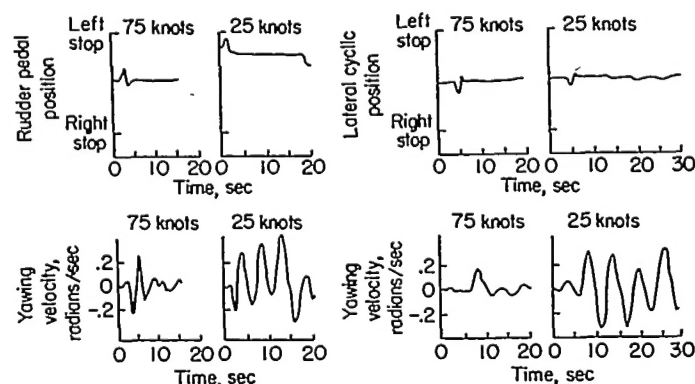 Left stop
75 knots
25 knots
Rudder pedal position
Right stop
0
10
20
0
10
20
Time, sec
Left stop
75 knots
25 knots
Lateral cyclic position
Right stop
0
10
20
0
10
20
30
Time, sec
75 knots
25 knots
Yawing velocity, radians/sec
.2
0
-.2
0
10
20
0
10
20
Time, sec
75 knots
25 knots
Yawing velocity, radians/sec
.2
0
-.2
0
10
20
0
10
20
30
Time, sec